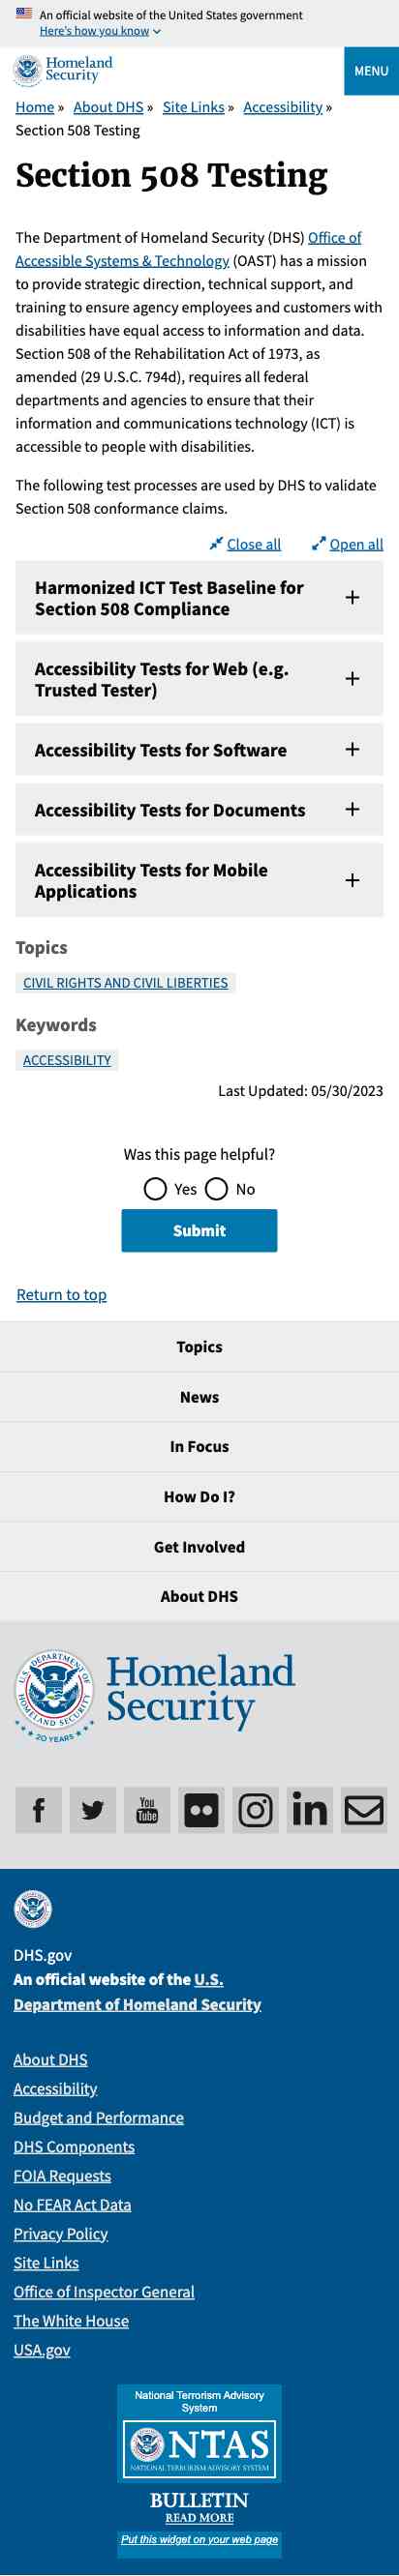 An official website of the United States government
Here's how you know
Homeland
Security
MENU
Home » About DHS » Site Links » Accessibility »
Section 508 Testing
Section 508 Testing
The Department of Homeland Security (DHS) Office of
Accessible Systems & Technology (OAST) has a mission
to provide strategic direction, technical support, and
training to ensure agency employees and customers with
disabilities have equal access to information and data.
Section 508 of the Rehabilitation Act of 1973, as
amended (29 U.S.C. 794d), requires all federal
departments and agencies to ensure that their
information and communications technology (ICT) is
accessible to people with disabilities.
The following test processes are used by DHS to validate
Section 508 conformance claims.
Close all Open all
Harmonized ICT Test Baseline for
Section 508 Compliance
Accessibility Tests for Web (e.g.
Trusted Tester)
Accessibility Tests for Software
Accessibility Tests for Documents
Accessibility Tests for Mobile
Applications
Topics
CIVIL RIGHTS AND CIVIL LIBERTIES
Keywords
ACCESSIBILITY
Last Updated: 05/30/2023
Was this page helpful?
Yes No
Submit
Return to top
Topics
News
In Focus
How Do I?
Get Involved
About DHS
U.S. DEPARTMENT OF HOMELAND SECURITY
20 YEARS
Homeland
Security
You
Tube
in
DHS.gov
An official website of the U.S.
Department of Homeland Security
About DHS
Accessibility
Budget and Performance
DHS Components
FOIA Requests
No FEAR Act Data
Privacy Policy
Site Links
Office of Inspector General
The White House
USA.gov
National Terrorism Advisory
System
NTAS
NATIONAL TERRORISM ADVISORY SYSTEM
BULLETIN
READ MORE
Put this widget on your web page